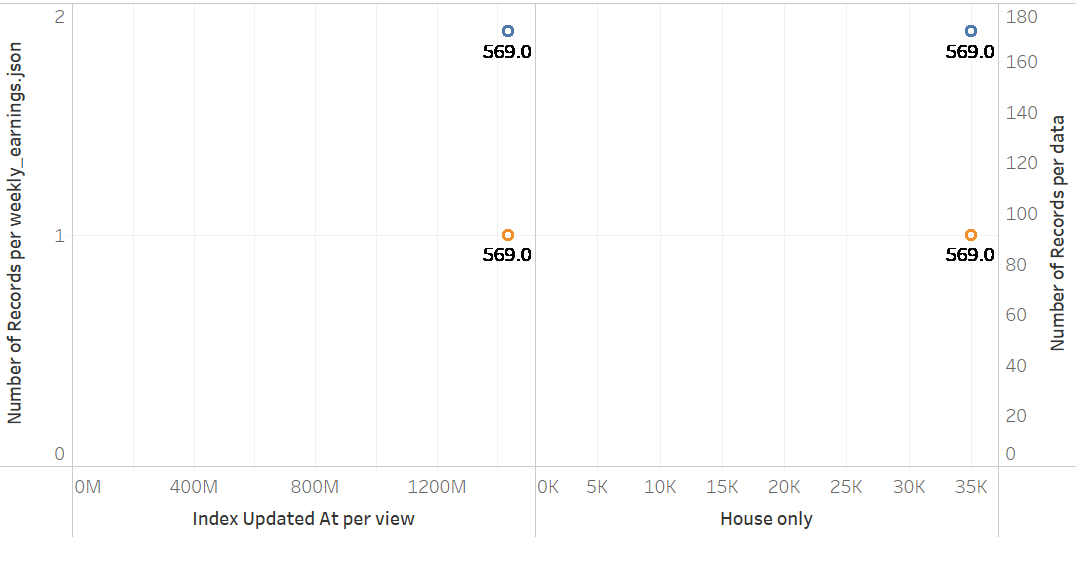 Number of Records per weekly_earnings.json
2
1
0
569.0
569.0
569.0
569.0
180
160
140
120
100
80
60
40
20
0
Number of Records per data
0M 400M 800M 1200M
0K 5K 10K 15K 20K 25K 30K 35K
Index Updated At per view
House only